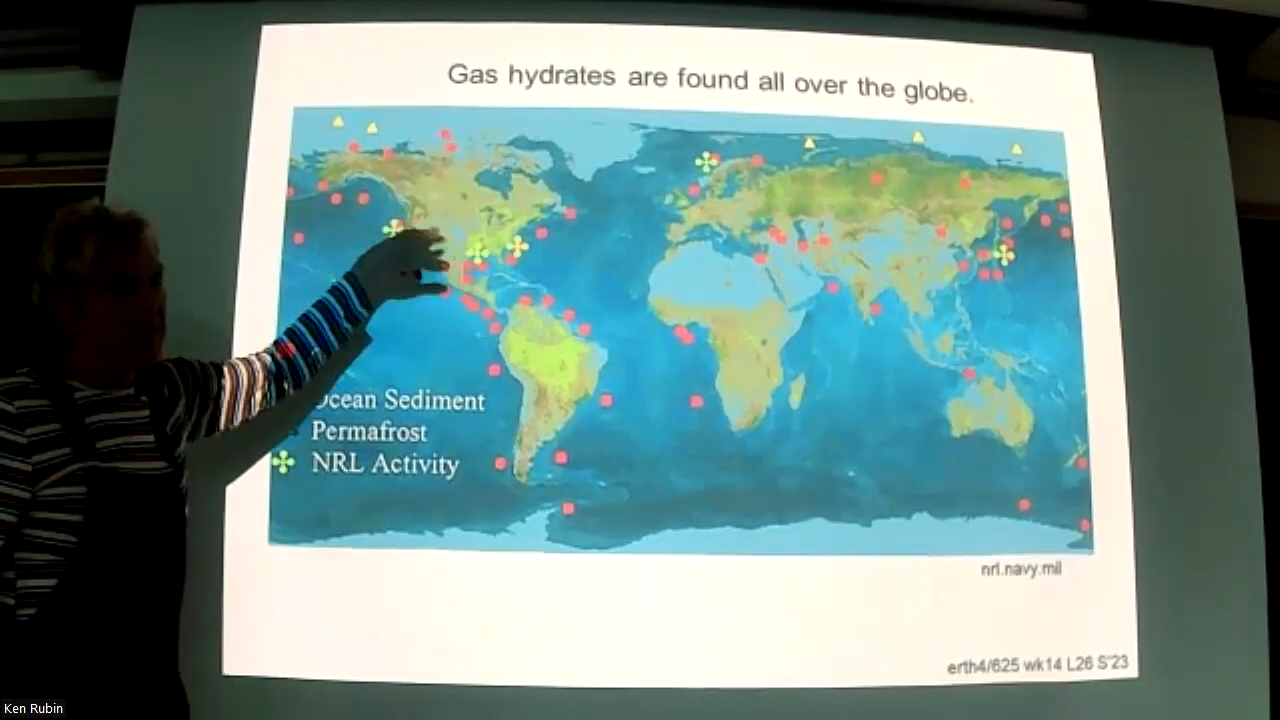 Gas hydrates are found all over the globe.
Ocean Sediment
Permafrost
NRL Activity
nrl.navy.mil
erth4/625 wk14 L26 S'23
Ken Rubin